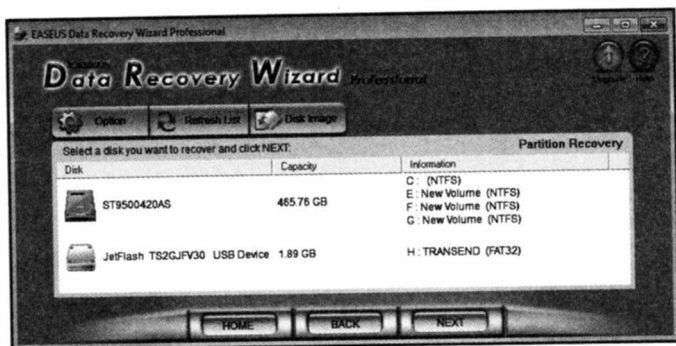 EASEUS Data Recovery Wizard Professional
Data Recovery Wizard Professional
Upgrade Help
Option Refresh List Disk Image
Select a disk you want to recover and click NEXT: Partition Recovery
Disk Capacity Information
ST9500420AS 465.76 GB C : (NTFS)
E : New Volume (NTFS)
F : New Volume (NTFS)
G : New Volume (NTFS)
JetFlash TS2GJFV30 USB Device 1.89 GB H : TRANSEND (FAT32)
HOME BACK NEXT